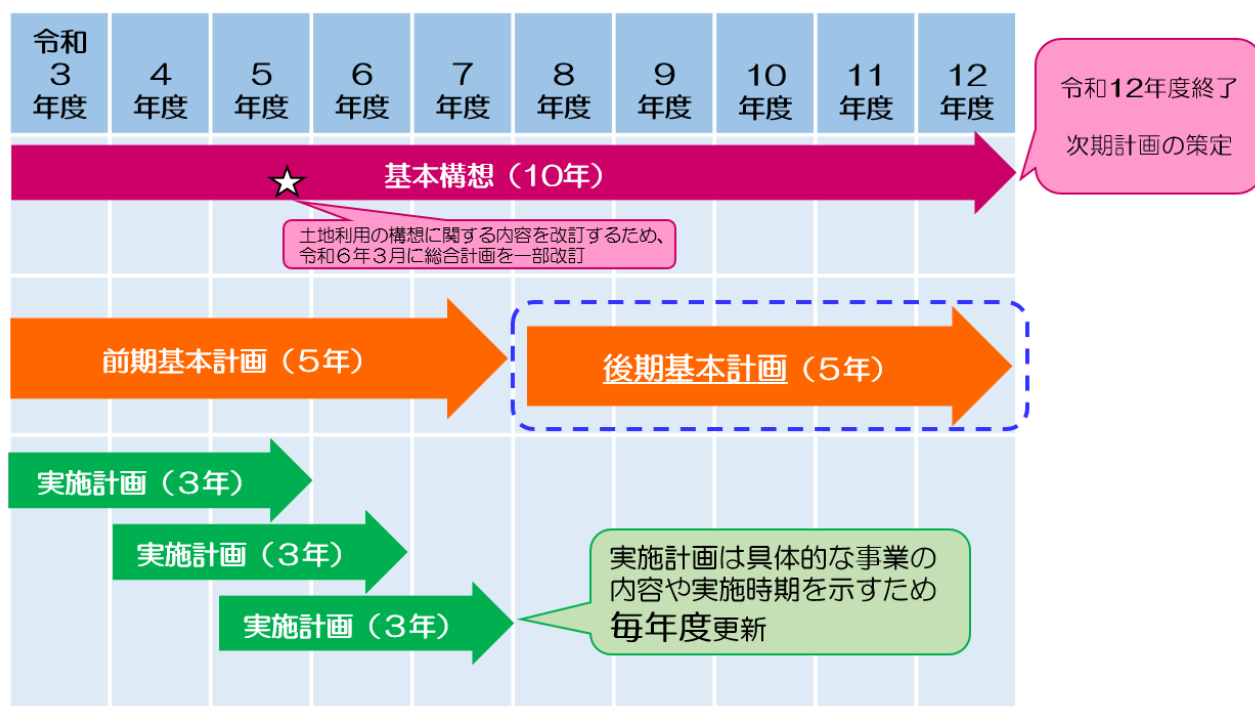 令和
3
年度
4
年度
5
年度
6
年度
7
年度
8
年度
9
年度
10
年度
11
年度
12
年度
令和12年度終了
次期計画の策定
基本構想（10年）
土地利用の構想に関する内容を改訂するため、
令和6年3月に総合計画を一部改訂
前期基本計画（5年）
後期基本計画（5年）
実施計画（3年）
実施計画（3年）
実施計画（3年）
実施計画は具体的な事業の
内容や実施時期を示すため
毎年度更新